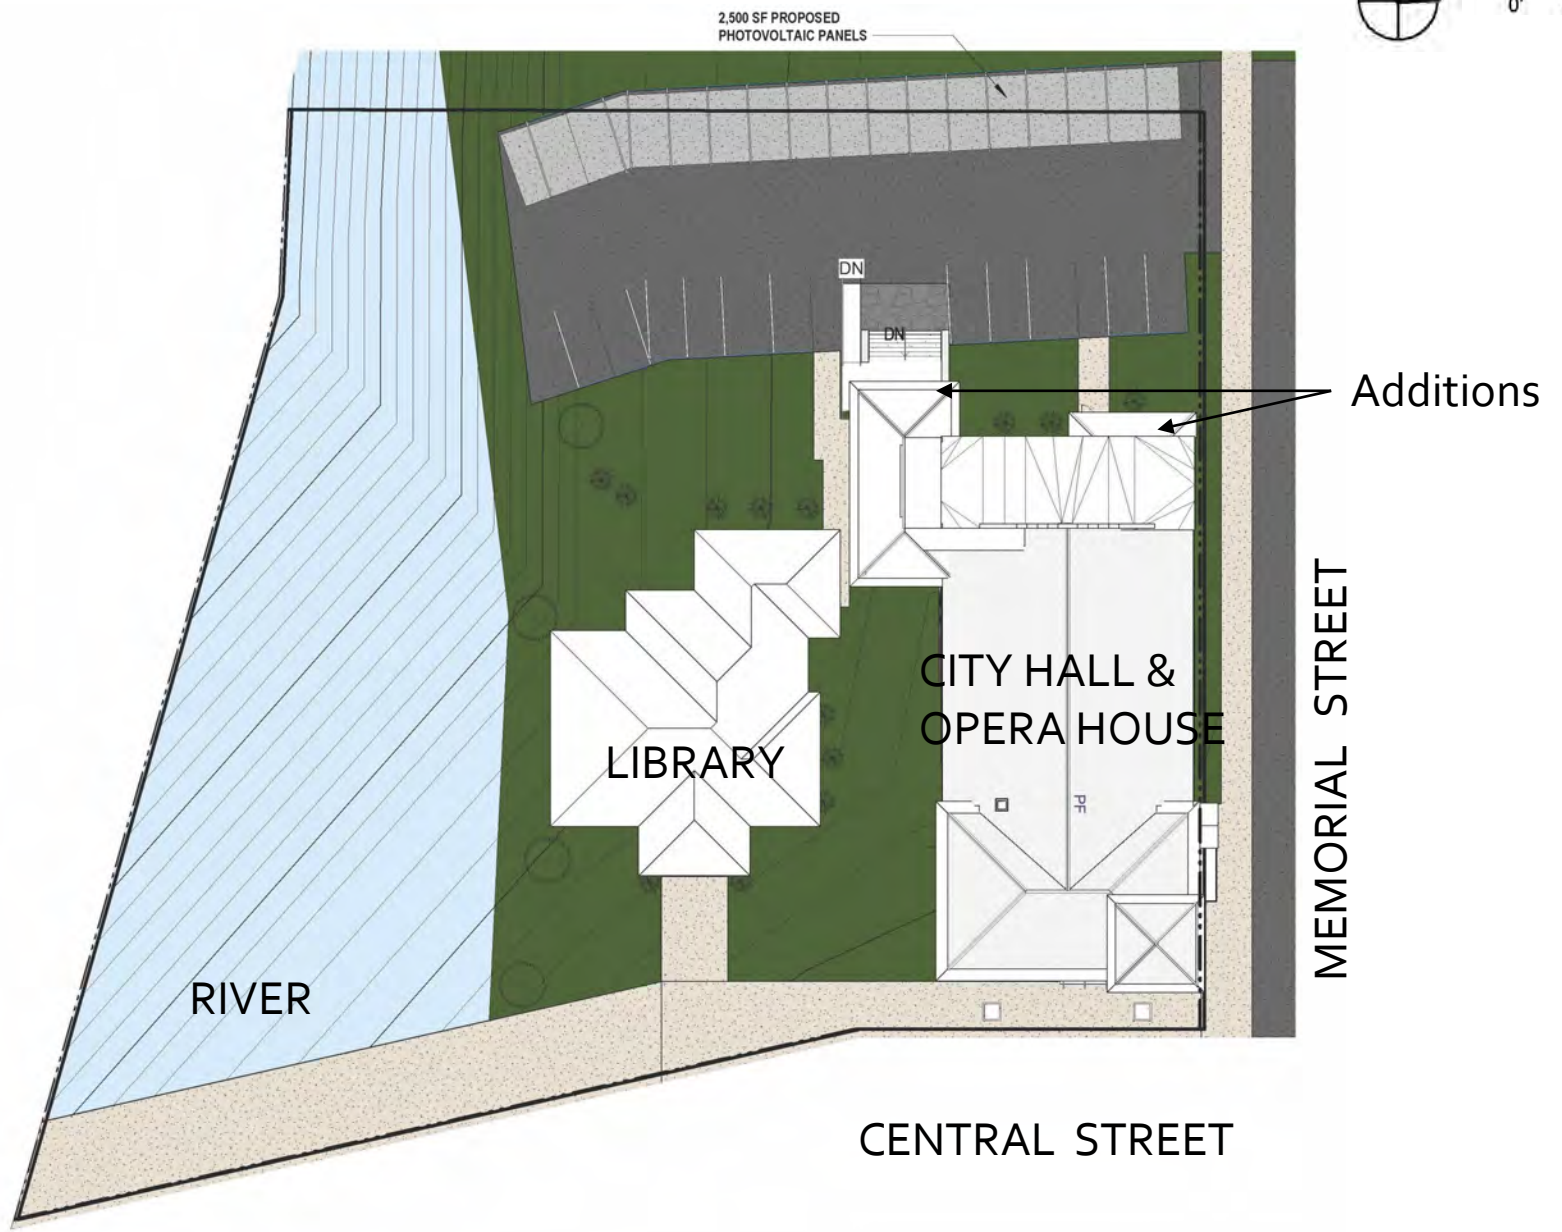 0'
2,500 SF PROPOSED
PHOTOVOLTAIC PANELS
DN
DN
Additions
CITY HALL &
OPERA HOUSE
LIBRARY
PF
MEMORIAL STREET
RIVER
CENTRAL STREET